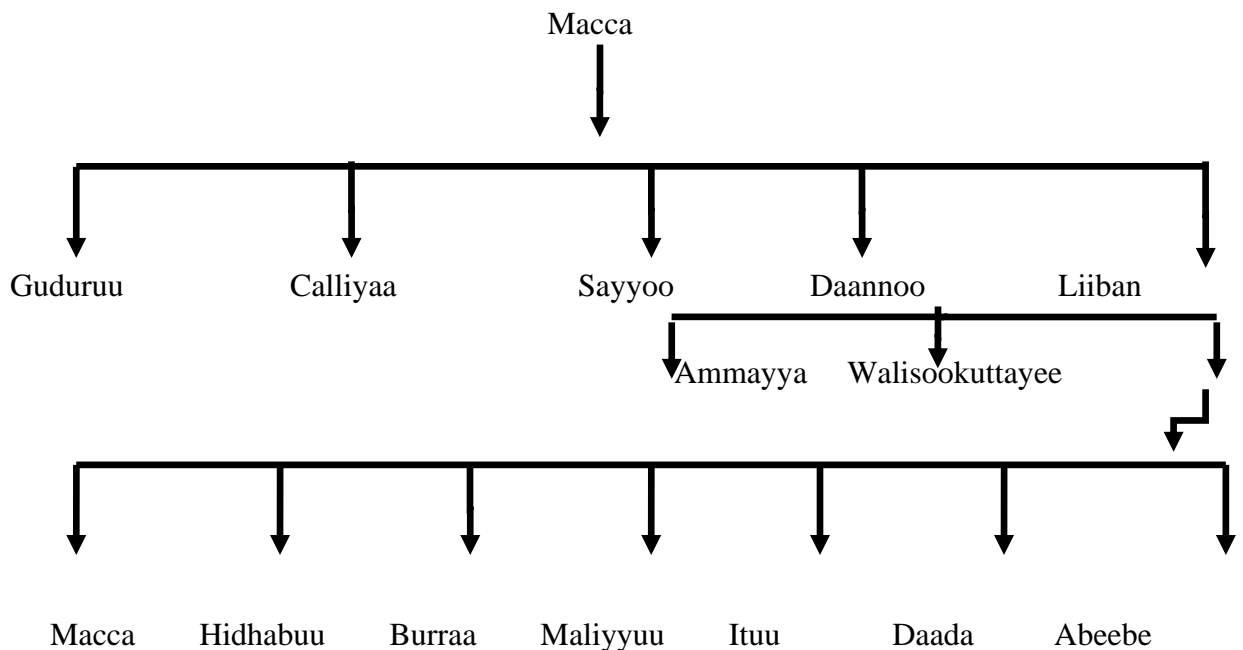 Macca
Guduruu Calliyaa Sayyoo Daannoo Liiban
Ammayya Walisookuttayee
Macca Hidhabuu Burraa Maliyyuu Ituu Daada Abeebe